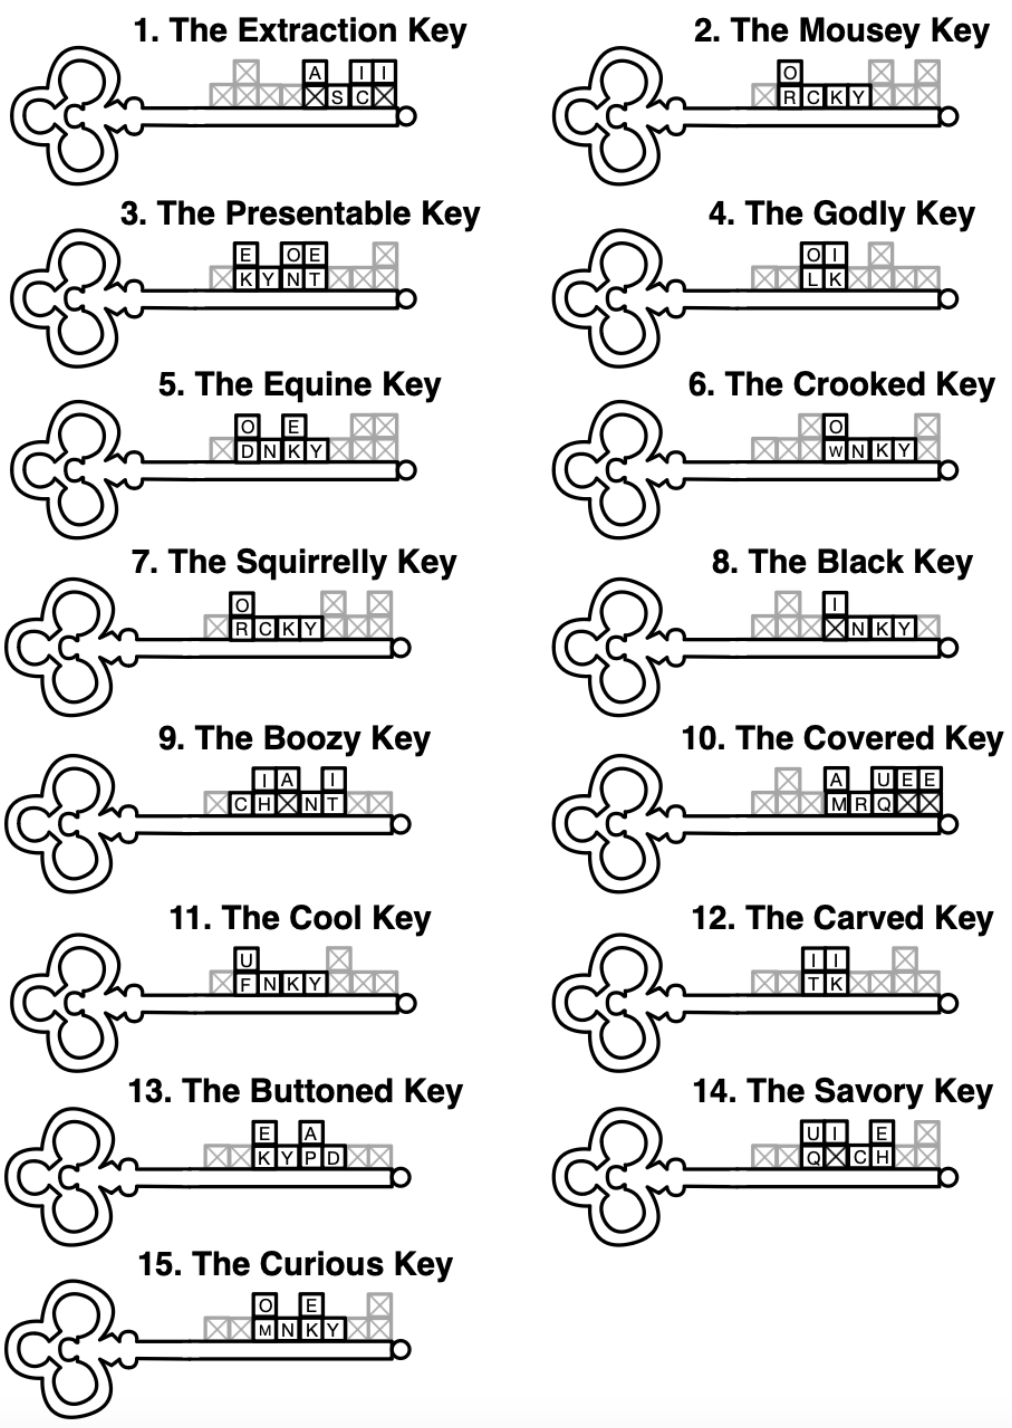 1. The Extraction Key
A I I
S C
2. The Mousey Key
O
R C K Y
3. The Presentable Key
E O E
K Y N T
4. The Godly Key
O I
L K
5. The Equine Key
O E
D N K Y
6. The Crooked Key
O
W N K Y
7. The Squirrelly Key
O
R C K Y
8. The Black Key
I
N K Y
9. The Boozy Key
I A I
C H N T
10. The Covered Key
A U E E
M R Q
11. The Cool Key
U
F N K Y
12. The Carved Key
I I
T K
13. The Buttoned Key
E A
K Y P D
14. The Savory Key
U I E
Q C H
15. The Curious Key
O E
M N K Y